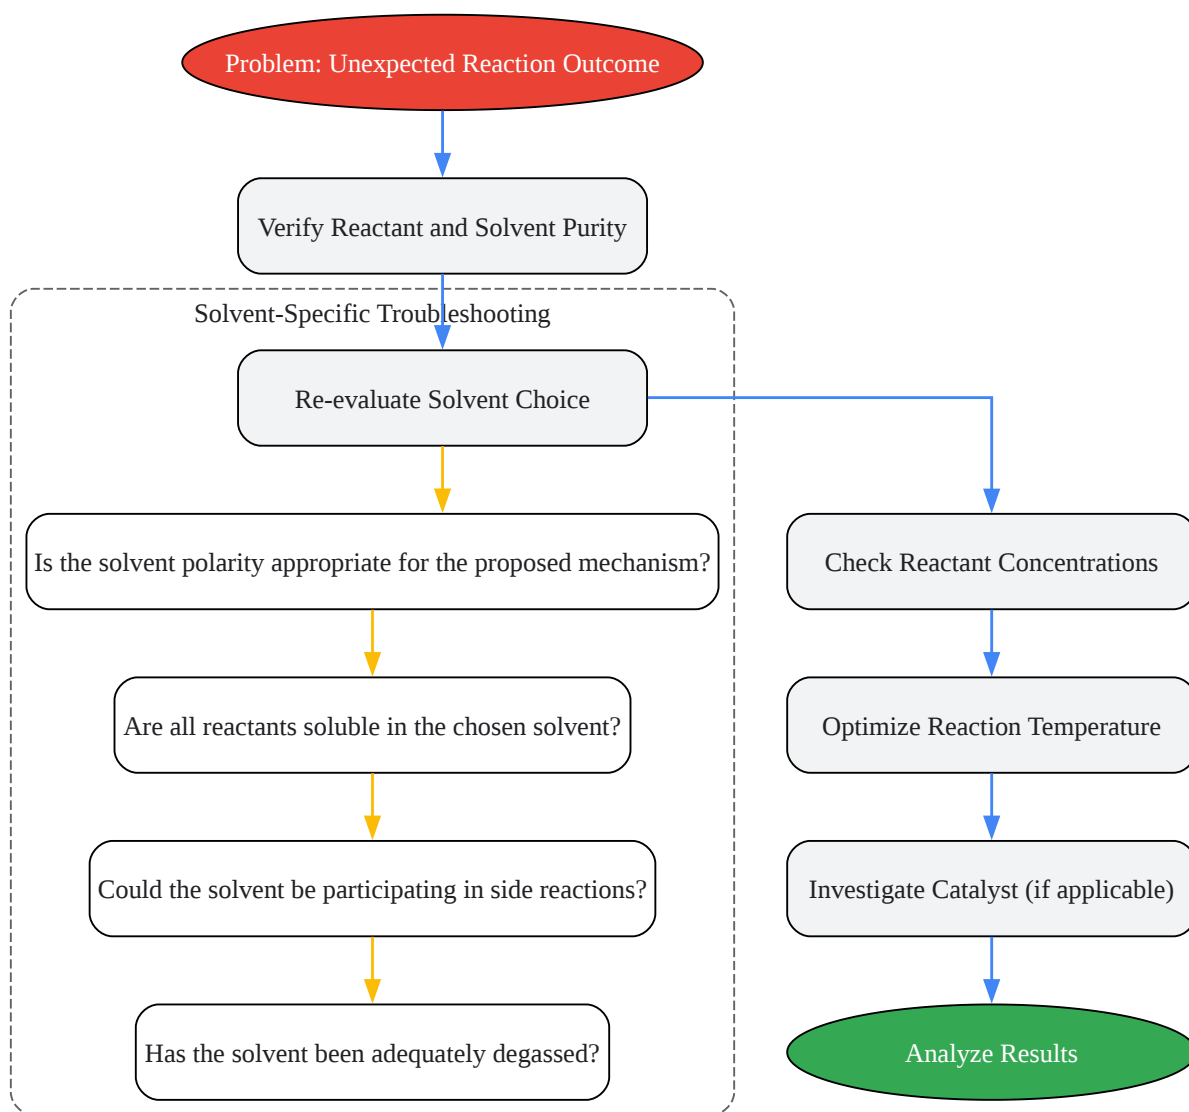 Problem: Unexpected Reaction Outcome
Verify Reactant and Solvent Purity
Solvent-Specific Troubleshooting
Re-evaluate Solvent Choice
Is the solvent polarity appropriate for the proposed mechanism?
Check Reactant Concentrations
Are all reactants soluble in the chosen solvent?
Optimize Reaction Temperature
Could the solvent be participating in side reactions?
Investigate Catalyst (if applicable)
Has the solvent been adequately degassed?
Analyze Results